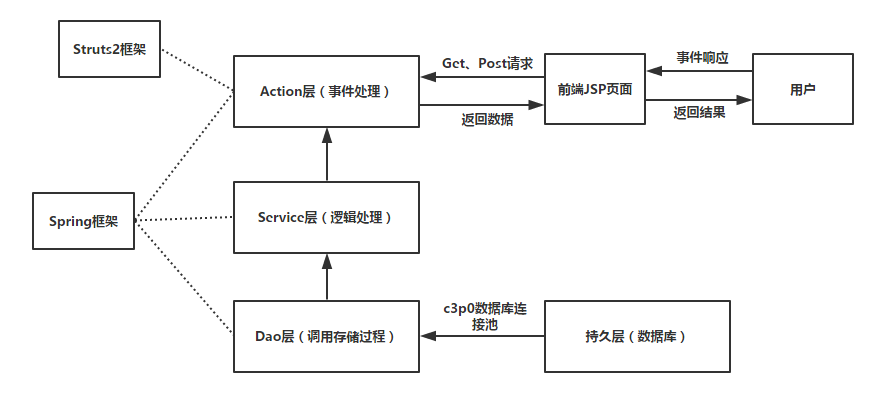 Struts2框架
Action层（事件处理）
Get、Post请求
返回数据
前端JSP页面
事件响应
返回结果
用户
Spring框架
Service层（逻辑处理）
Dao层（调用存储过程）
c3p0数据库连
接池
持久层（数据库）